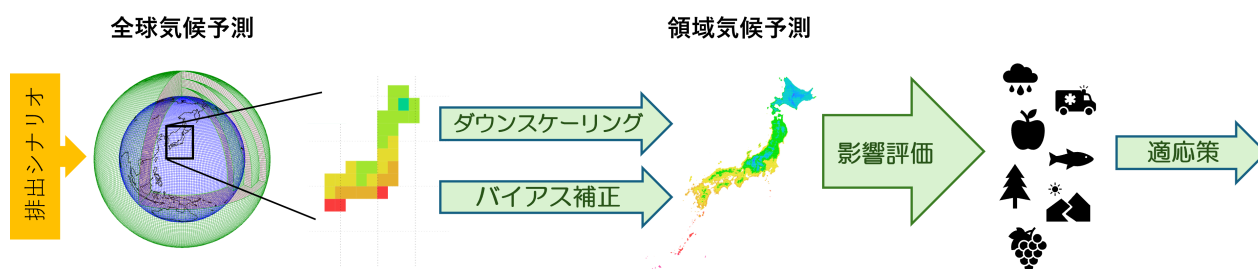 全球気候予測
領域気候予測
排出シナリオ
ダウンスケーリング
バイアス補正
影響評価
適応策